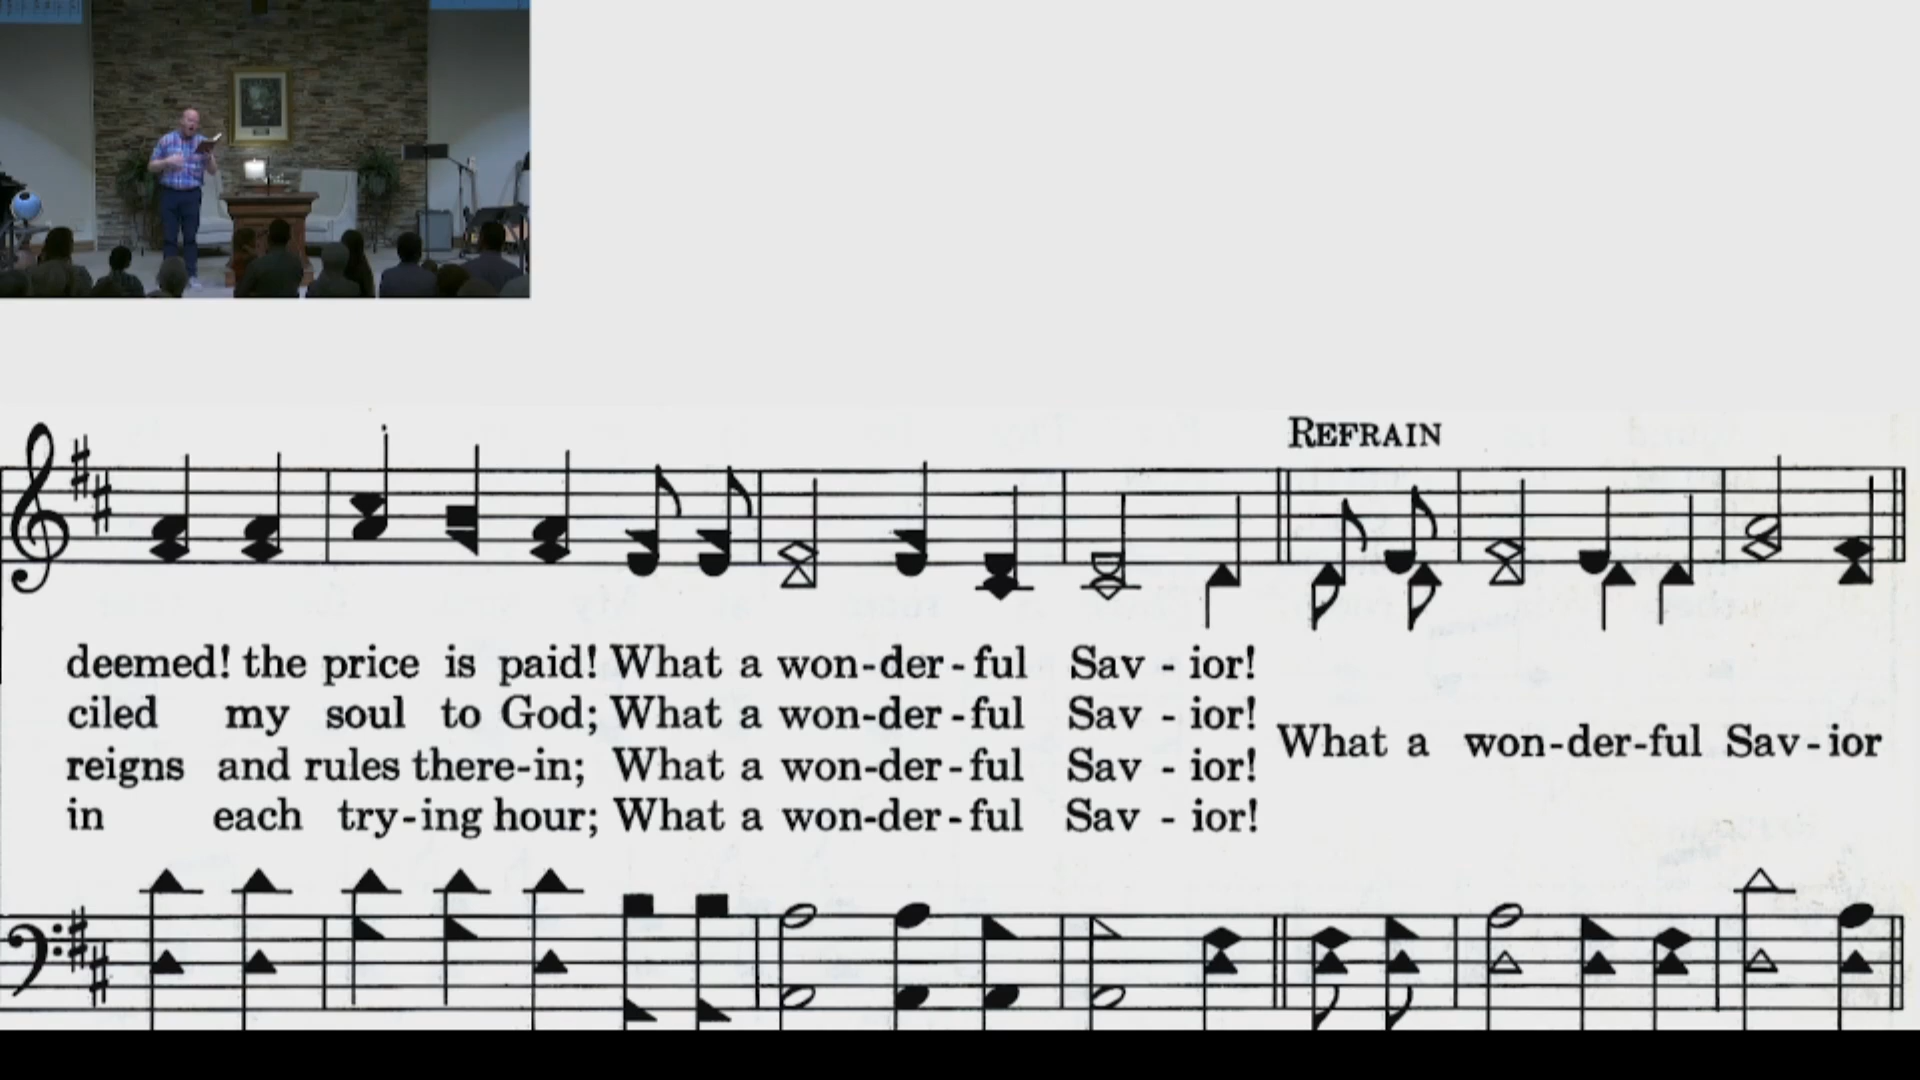 REFRAIN
deemed! the price is paid! What a won-der-ful Sav-ior!
ciled my soul to God; What a won-der-ful Sav-ior!
What a won-der-ful Sav-ior
reigns and rules there-in; What a won-der-ful Sav-ior!
in each try-ing hour; What a won-der-ful Sav-ior!